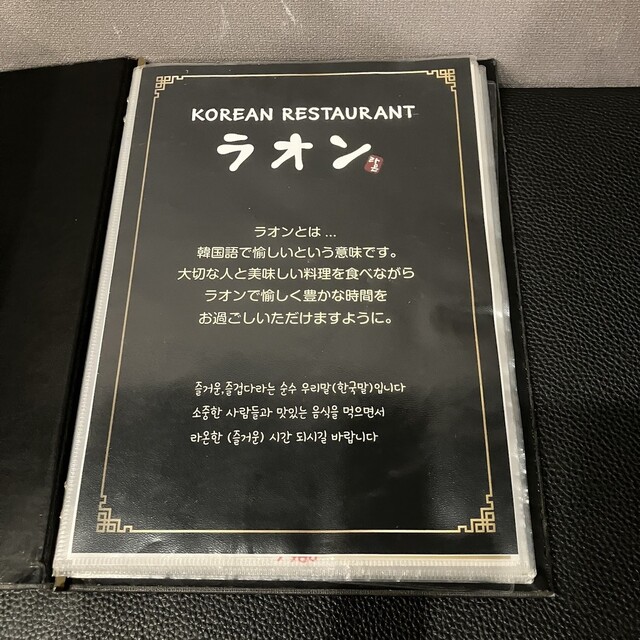 KOREAN RESTAURANT
ラオン
라온
ラオンとは ...
韓国語で愉しいという意味です。
大切な人と美味しい料理を食べながら
ラオンで愉しく豊かな時間を
お過ごしいただけますように。
즐거운,즐겁다라는 순수 우리말(한국말)입니다
소중한 사람들과 맛있는 음식을 먹으면서
라온한 (즐거운) 시간 되시길 바랍니다